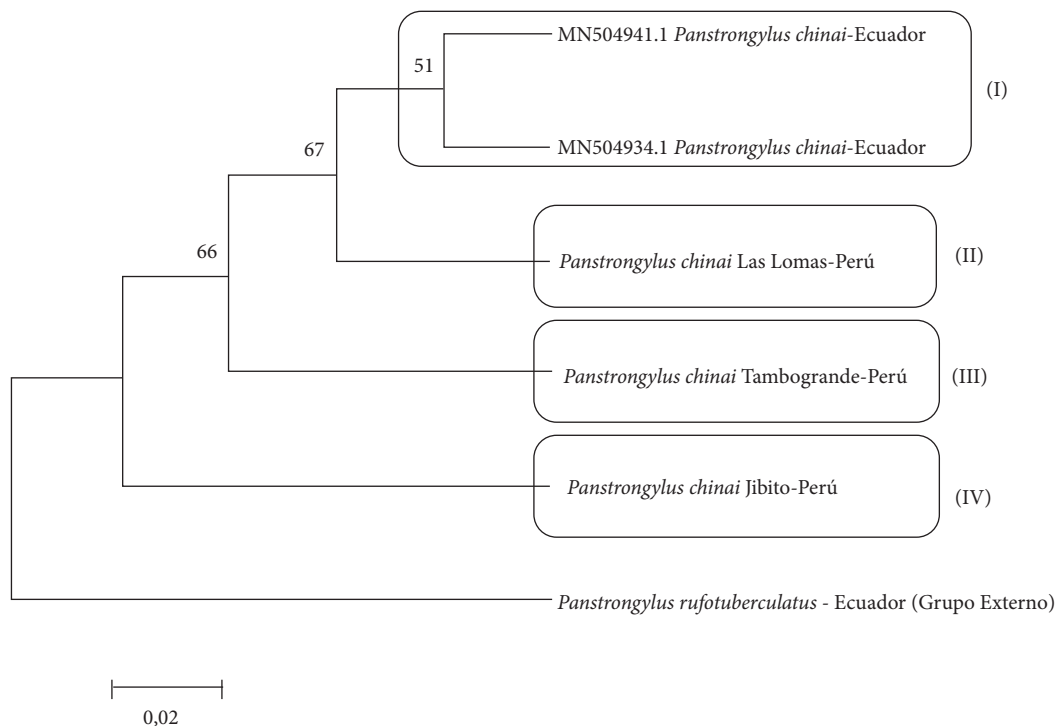 MN504941.1 Panstrongylus chinai-Ecuador
51
(I)
MN504934.1 Panstrongylus chinai-Ecuador
67
Panstrongylus chinai Las Lomas-Perú
(II)
66
Panstrongylus chinai Tambogrande-Perú
(III)
Panstrongylus chinai Jibito-Perú
(IV)
Panstrongylus rufotuberculatus - Ecuador (Grupo Externo)
0,02